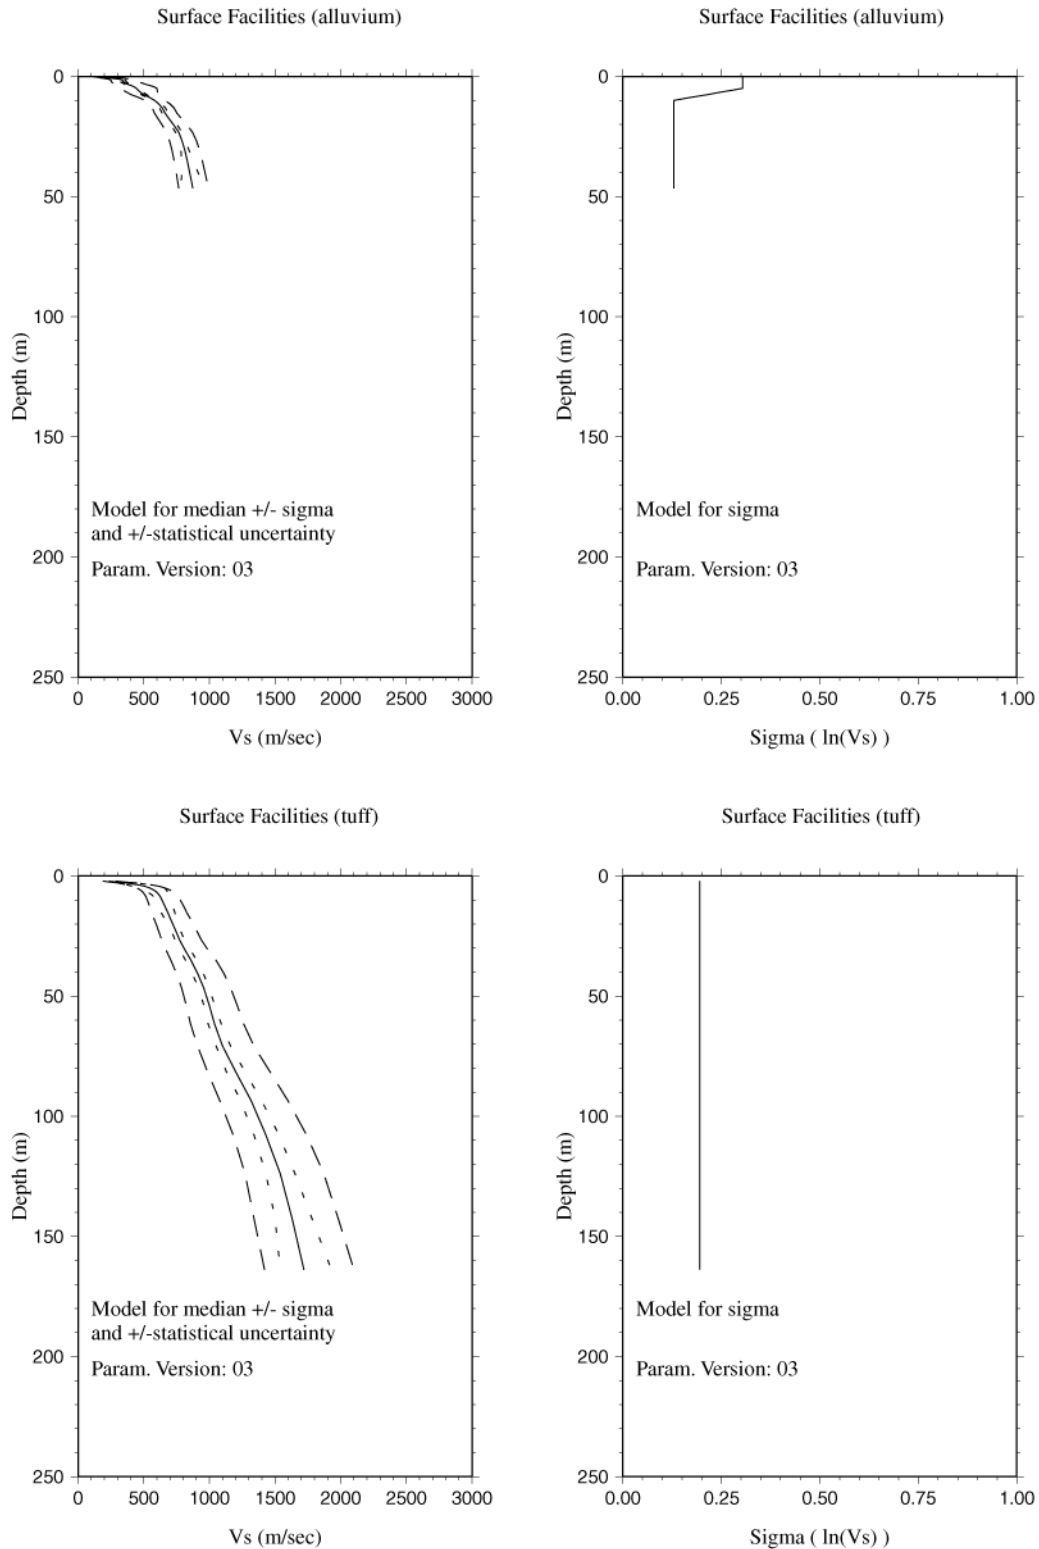 Surface Facilities (alluvium)
0
50
100
150
200
250
Depth (m)
Model for median +/- sigma
and +/-statistical uncertainty
Param. Version: 03
0 500 1000 1500 2000 2500 3000
Vs (m/sec)
Surface Facilities (alluvium)
0
50
100
150
200
250
Depth (m)
Model for sigma
Param. Version: 03
0.00 0.25 0.50 0.75 1.00
Sigma ( ln(Vs) )
Surface Facilities (tuff)
0
50
100
150
200
250
Depth (m)
Model for median +/- sigma
and +/-statistical uncertainty
Param. Version: 03
0 500 1000 1500 2000 2500 3000
Vs (m/sec)
Surface Facilities (tuff)
0
50
100
150
200
250
Depth (m)
Model for sigma
Param. Version: 03
0.00 0.25 0.50 0.75 1.00
Sigma ( ln(Vs) )